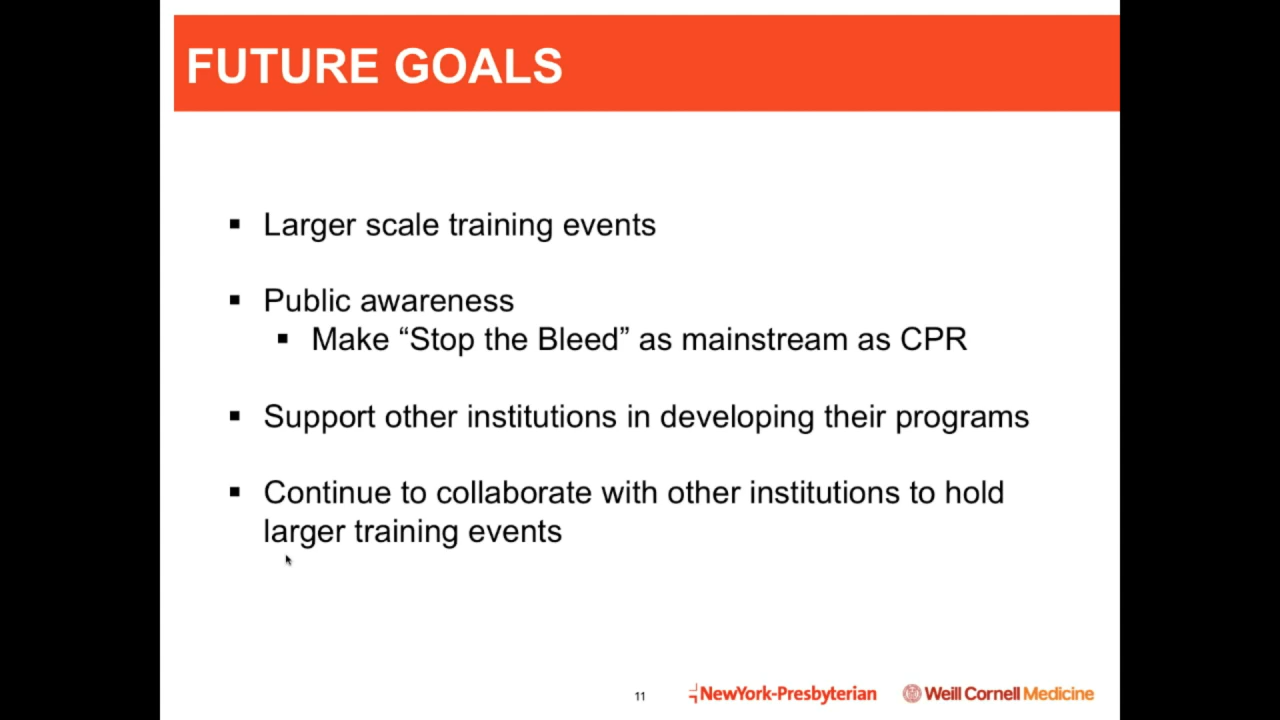 FUTURE GOALS
▪ Larger scale training events
▪ Public awareness
▪ Make “Stop the Bleed” as mainstream as CPR
▪ Support other institutions in developing their programs
▪ Continue to collaborate with other institutions to hold
larger training events
11
NewYork-Presbyterian
Weill Cornell Medicine